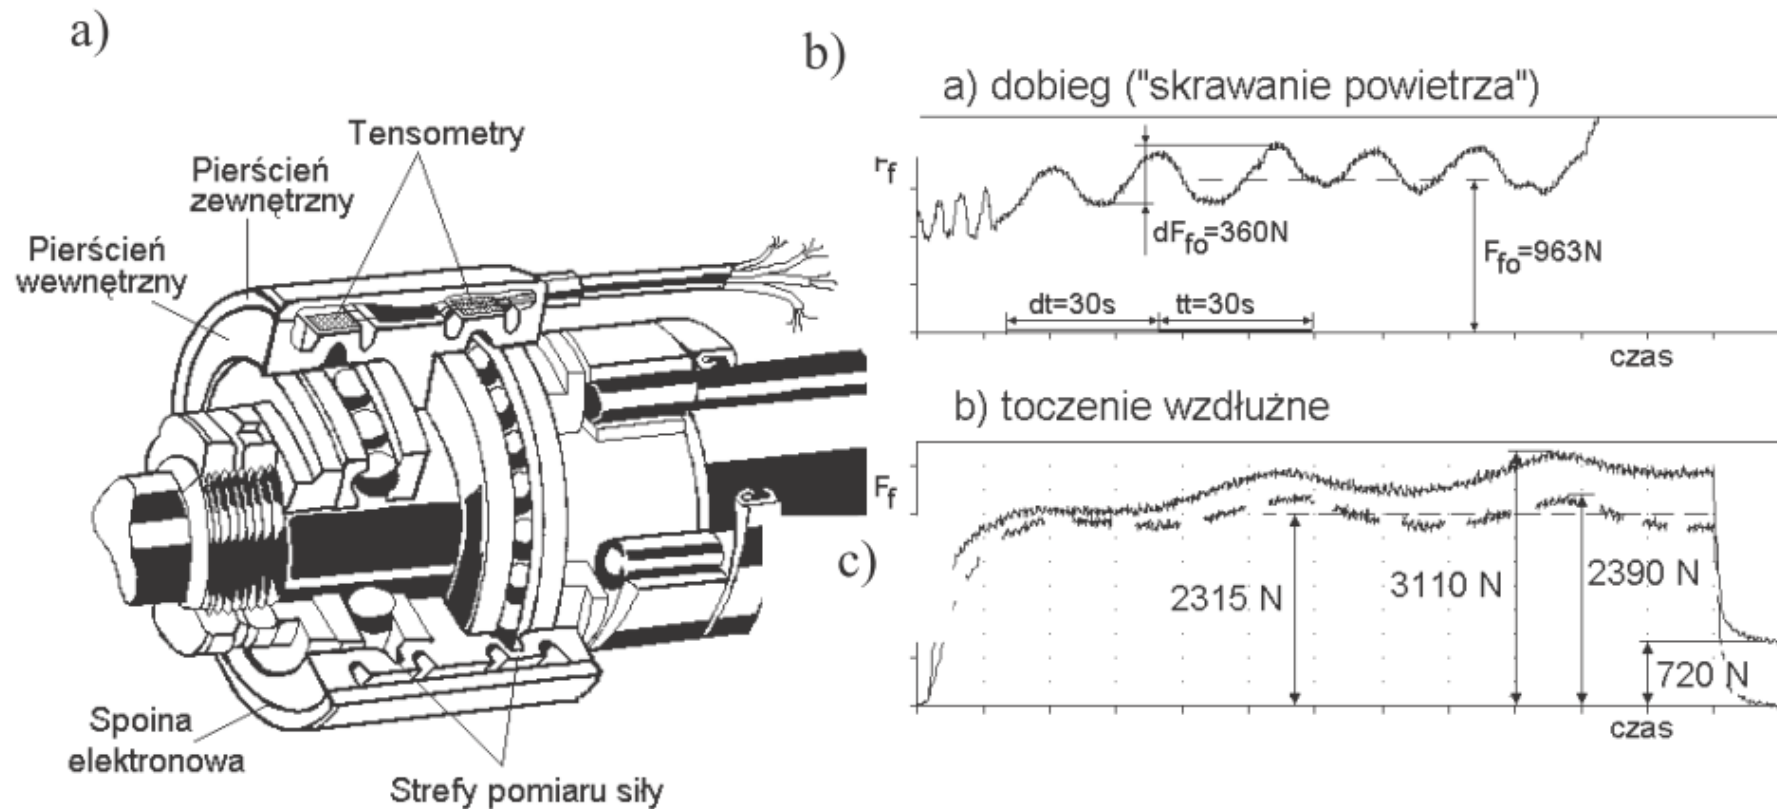 a)
Tensometry
Pierścień
zewnętrzny
Pierścień
wewnętrzny
Spoina
elektronowa
Strefy pomiaru siły
b)
a) dobieg ("skrawanie powietrza")
Ff
dFfo=360N
Ffo=963N
dt=30s
tt=30s
czas
b) toczenie wzdłużne
Ff
c)
2315 N
3110 N
2390 N
720 N
czas